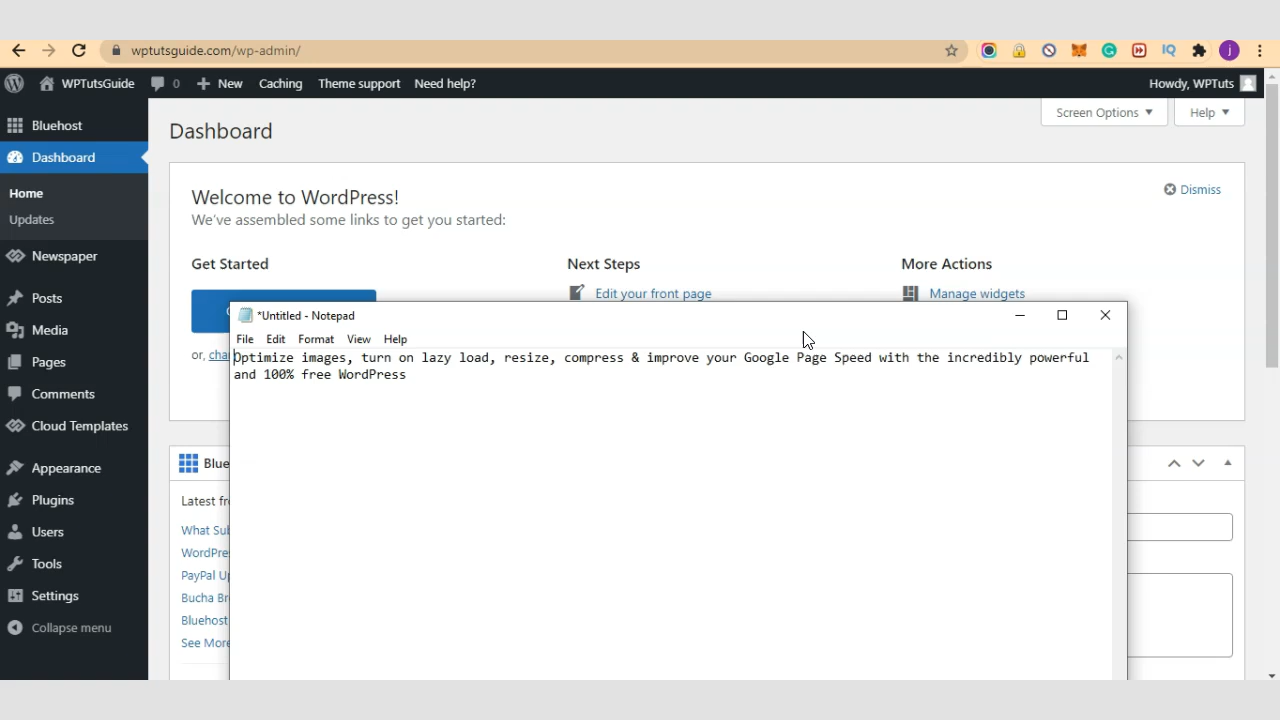 wptutsguide.com/wp-admin/
j
WPTutsGuide 0 New Caching Theme support Need help? Howdy, WPTuts
Bluehost
Dashboard
Home
Updates
Newspaper
Posts
Media
Pages
Comments
Cloud Templates
Appearance
Plugins
Users
Tools
Settings
Collapse menu
Screen Options Help
Dashboard
Welcome to WordPress!
Dismiss
We've assembled some links to get you started:
Get Started Next Steps More Actions
Edit your front page Manage widgets
or, cha
*Untitled - Notepad
File Edit Format View Help
Optimize images, turn on lazy load, resize, compress & improve your Google Page Speed with the incredibly powerful
and 100% free WordPress
Blue
Latest fr
What Sub
WordPre
PayPal Up
Bucha Br
Bluehost
See More